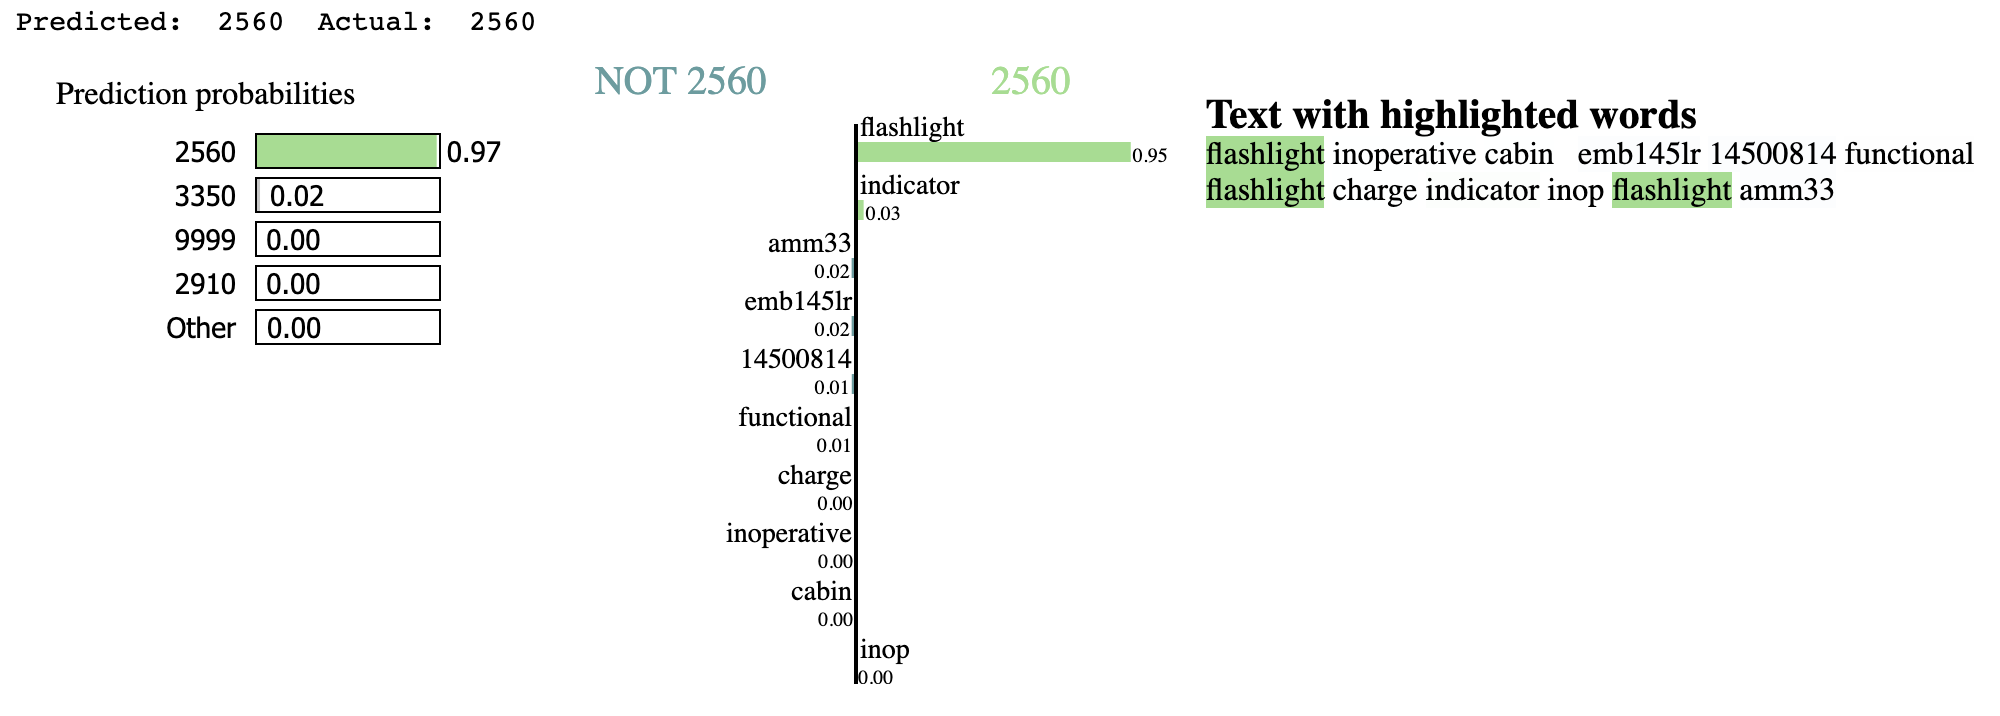 Predicted: 2560 Actual: 2560
Prediction probabilities
2560 0.97
3350 0.02
9999 0.00
2910 0.00
Other 0.00
NOT 2560 2560
flashlight
0.95
indicator
0.03
amm33
0.02
emb145lr
0.02
14500814
0.01
functional
0.01
charge
0.00
inoperative
0.00
cabin
0.00
inop
0.00
Text with highlighted words
flashlight inoperative cabin emb145lr 14500814 functional
flashlight charge indicator inop flashlight amm33